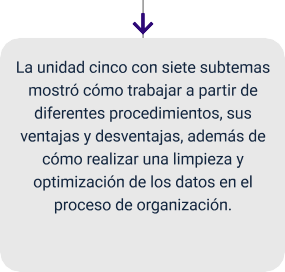 La unidad cinco con siete subtemas
mostró cómo trabajar a partir de
diferentes procedimientos, sus
ventajas y desventajas, además de
cómo realizar una limpieza y
optimización de los datos en el
proceso de organización.